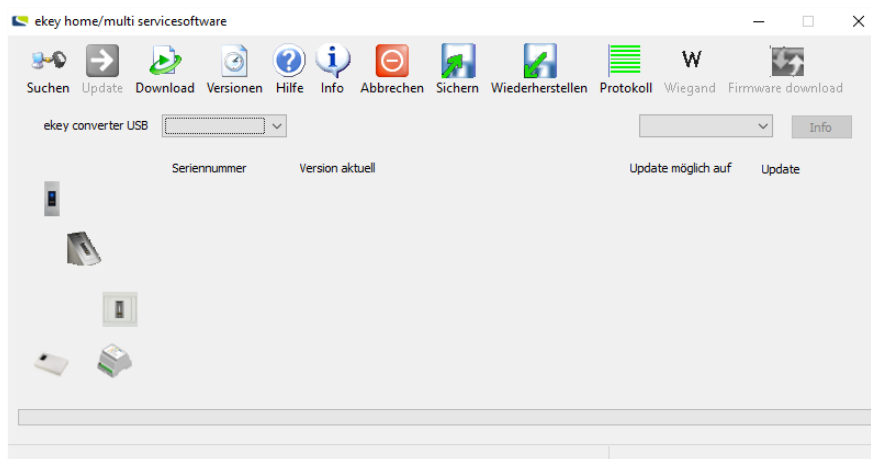 ekey home/multi servicesoftware
W
Suchen Update Download Versionen Hilfe Info Abbrechen Sichern Wiederherstellen Protokoll Wiegand Firmware download
ekey converter USB Info
Seriennummer Version aktuell Update möglich auf Update